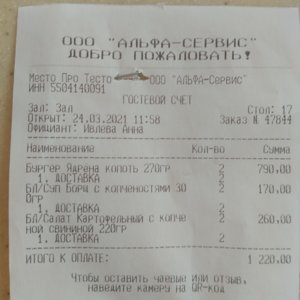 ООО "АЛЬФА-СЕРВИС"
ДОБРО ПОЖАЛОВАТЬ!
Место Про Тесто ООО "АЛЬФА-Сервис"
ИНН 5504140091
ГОСТЕВОЙ СЧЕТ
Зал: Зал Стол: 17
Открыт: 24.03.2021 11:58 Заказ N 47844
Официант: Ивлева Анна
Наименование Кол-во Сумма
Бургер Ядрена копоть 270гр 2 790,00
1. ДОСТАВКА 2
БЛ/Суп Борщ с копченостями 30 2 170,00
0гр
1. ДОСТАВКА 2
БЛ/Салат Картофельный с копче 2 260,00
ной свининой 220гр
1. ДОСТАВКА 2
ИТОГО К ОПЛАТЕ: 1 220,00
Чтобы оставить чаевые или отзыв,
наведите камеру на QR-код